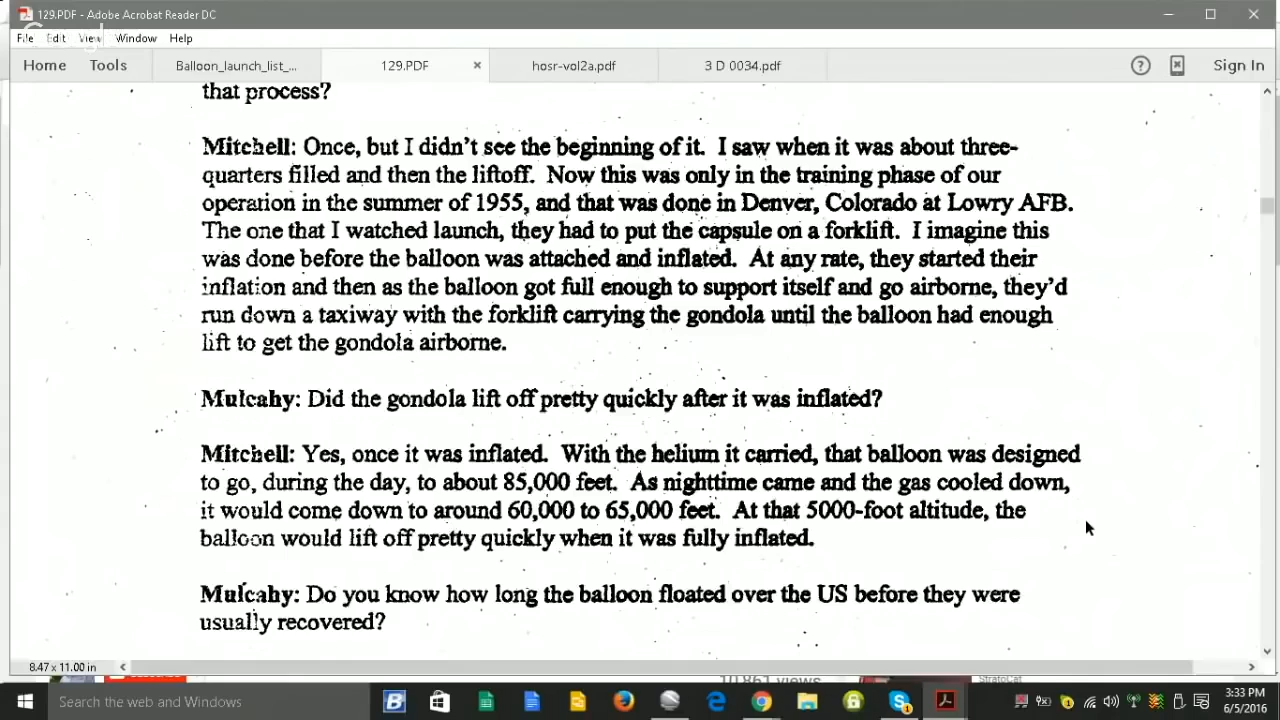 129.PDF - Adobe Acrobat Reader DC
Google
File Edit View Window Help
Home Tools Balloon_launch_list_... 129.PDF × hosr-vol2a.pdf 3 D 0034.pdf Sign In
that process?
Mitchell: Once, but I didn't see the beginning of it. I saw when it was about three-
quarters filled and then the liftoff. Now this was only in the training phase of our
operation in the summer of 1955, and that was done in Denver, Colorado at Lowry AFB.
The one that I watched launch, they had to put the capsule on a forklift. I imagine this
was done before the balloon was attached and inflated. At any rate, they started their
inflation and then as the balloon got full enough to support itself and go airborne, they'd
run down a taxiway with the forklift carrying the gondola until the balloon had enough
lift to get the gondola airborne.
Mulcahy: Did the gondola lift off pretty quickly after it was inflated?
Mitchell: Yes, once it was inflated. With the helium it carried, that balloon was designed
to go, during the day, to about 85,000 feet. As nighttime came and the gas cooled down,
it would come down to around 60,000 to 65,000 feet. At that 5000-foot altitude, the
balloon would lift off pretty quickly when it was fully inflated.
Mulcahy: Do you know how long the balloon floated over the US before they were
usually recovered?
8.47 x 11.00 in
10,861 views
StratoCat
Search the web and Windows
3:33 PM
6/5/2016